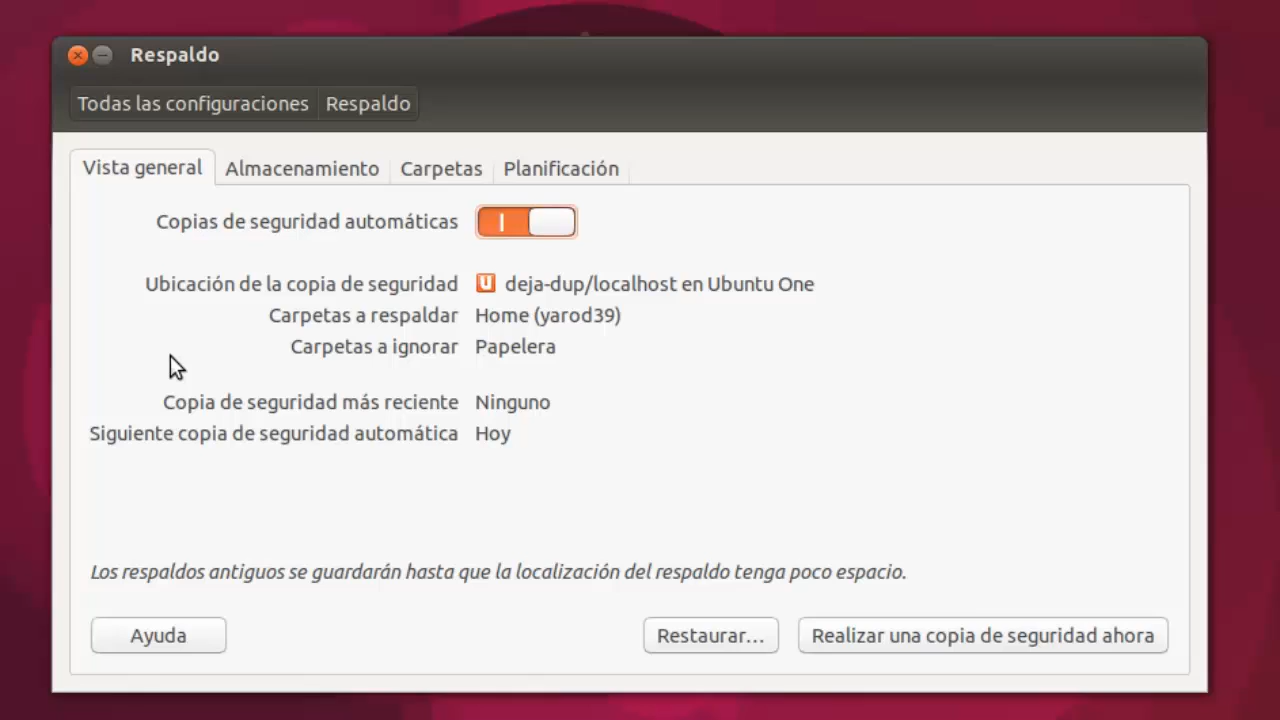 Respaldo
Todas las configuraciones Respaldo
Vista general Almacenamiento Carpetas Planificación
Copias de seguridad automáticas
Ubicación de la copia de seguridad deja-dup/localhost en Ubuntu One
Carpetas a respaldar Home (yarod39)
Carpetas a ignorar Papelera
Copia de seguridad más reciente Ninguno
Siguiente copia de seguridad automática Hoy
Los respaldos antiguos se guardarán hasta que la localización del respaldo tenga poco espacio.
Ayuda Restaurar... Realizar una copia de seguridad ahora